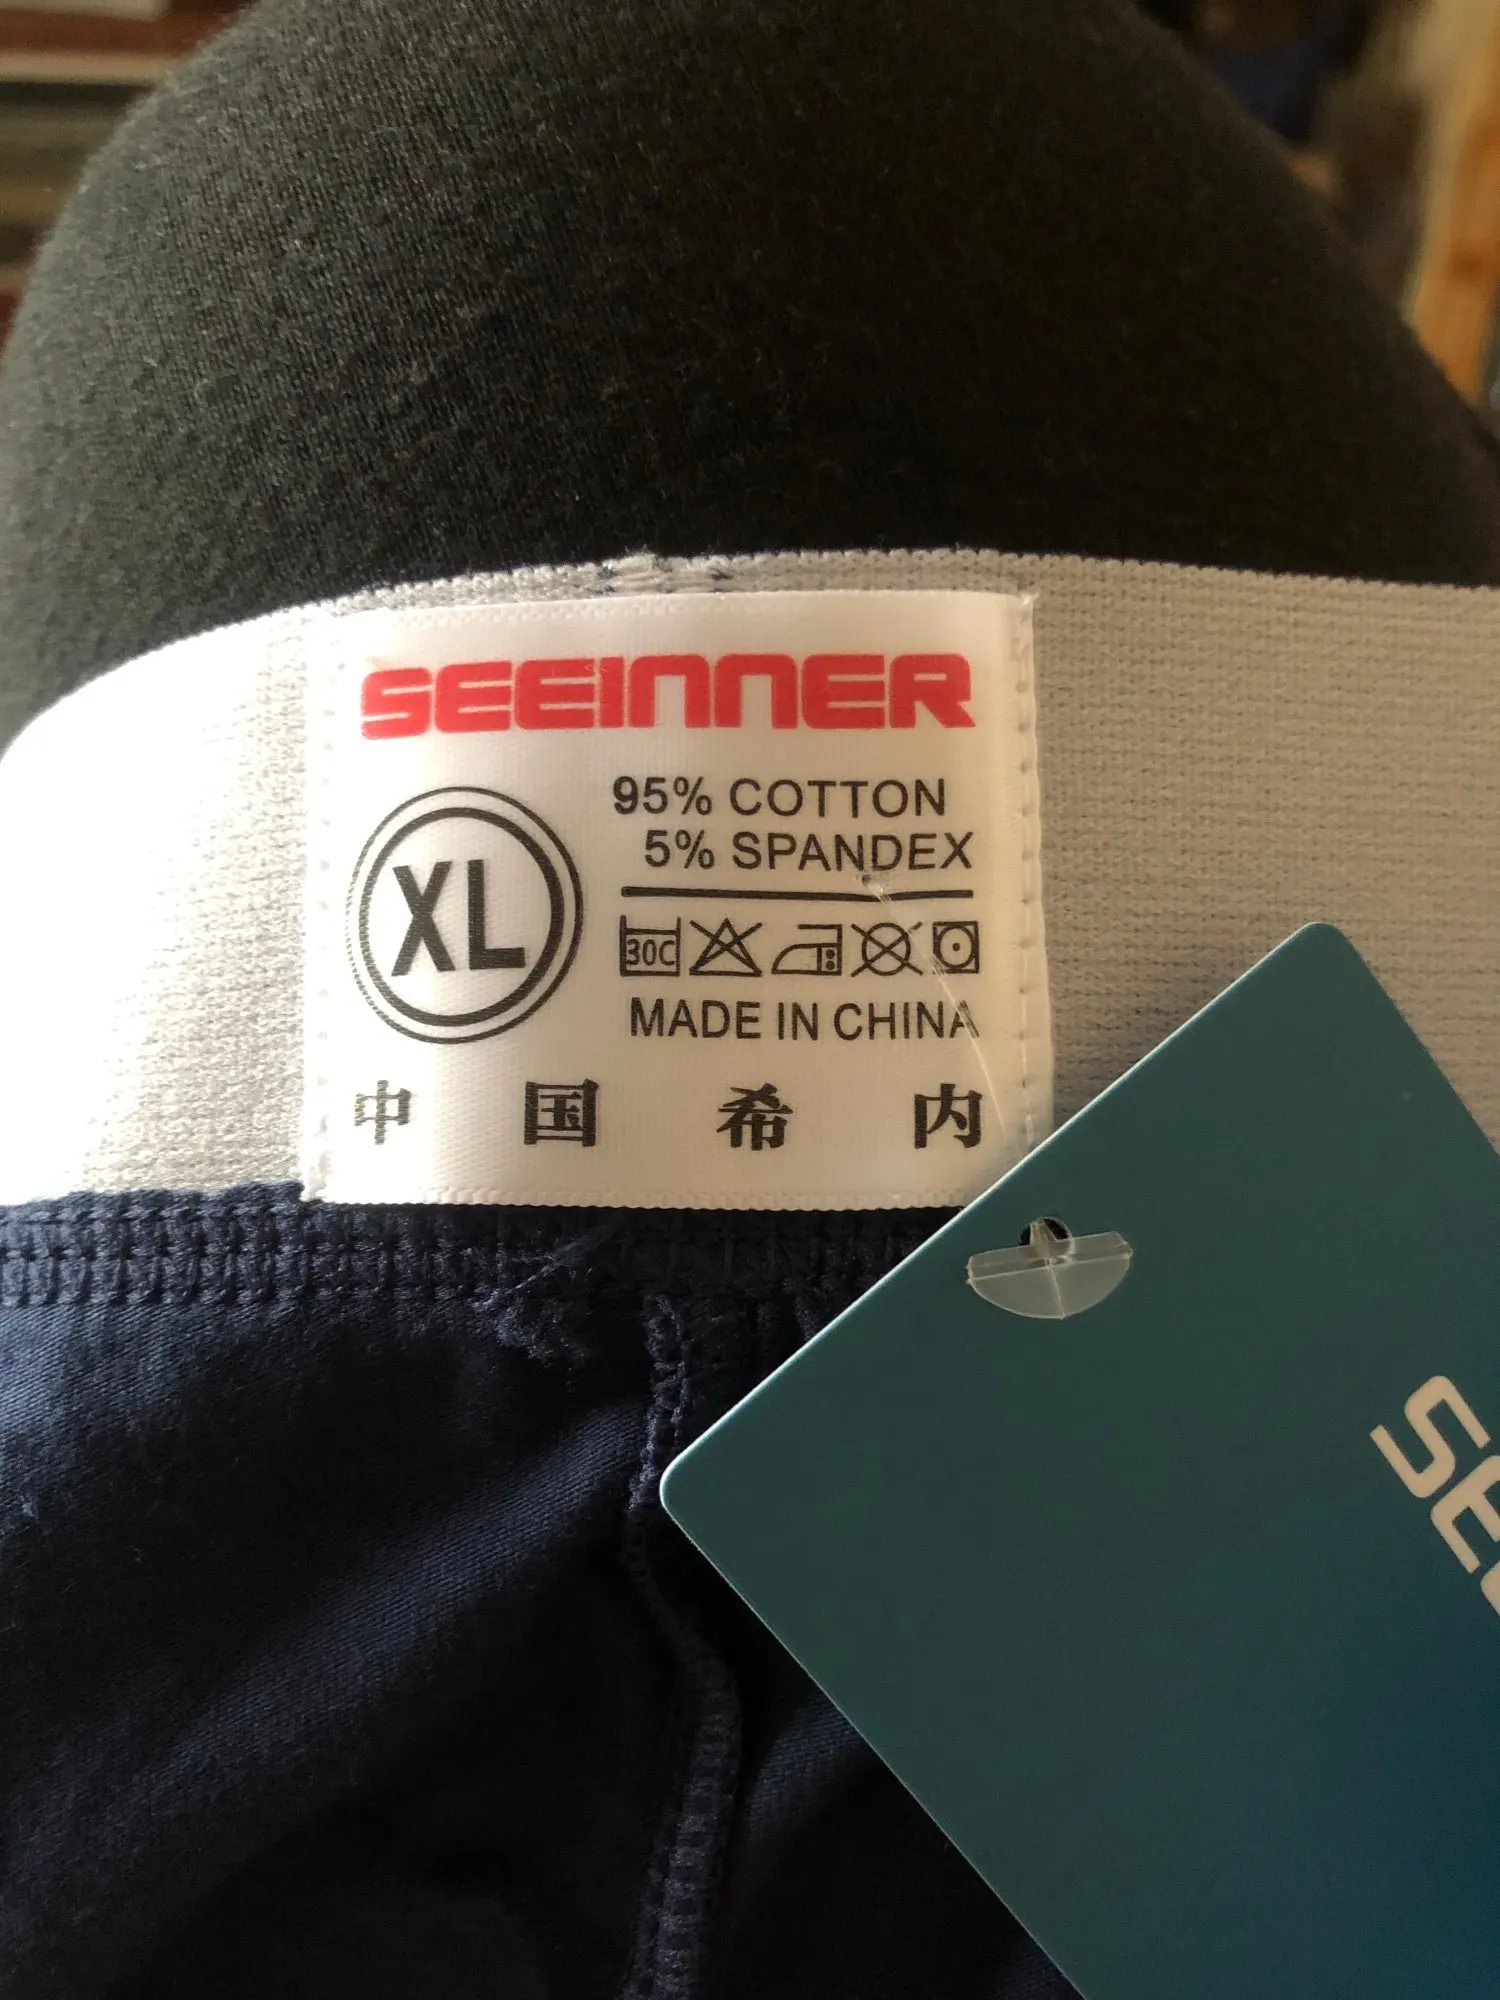 SEEINNER
XL
95% COTTON
5% SPANDEX
30C
MADE IN CHINA
中国希内